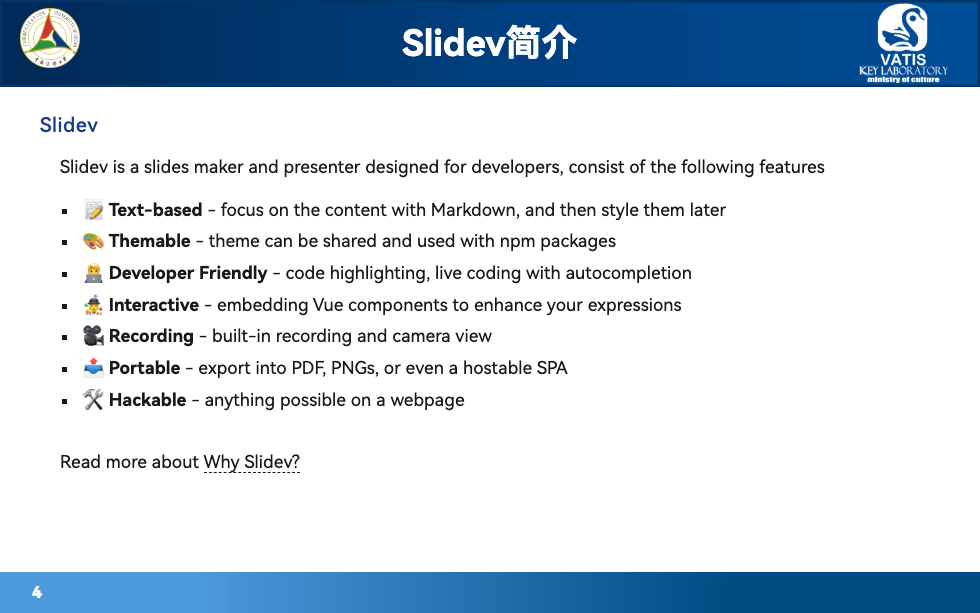 Slidev简介
VATIS
KEY LABORATORY
ministry of culture
Slidev
Slidev is a slides maker and presenter designed for developers, consist of the following features
📝 Text-based - focus on the content with Markdown, and then style them later
🎨 Themable - theme can be shared and used with npm packages
🧑‍💻 Developer Friendly - code highlighting, live coding with autocompletion
🤹 Interactive - embedding Vue components to enhance your expressions
🎥 Recording - built-in recording and camera view
📤 Portable - export into PDF, PNGs, or even a hostable SPA
🛠 Hackable - anything possible on a webpage
Read more about Why Slidev?
4